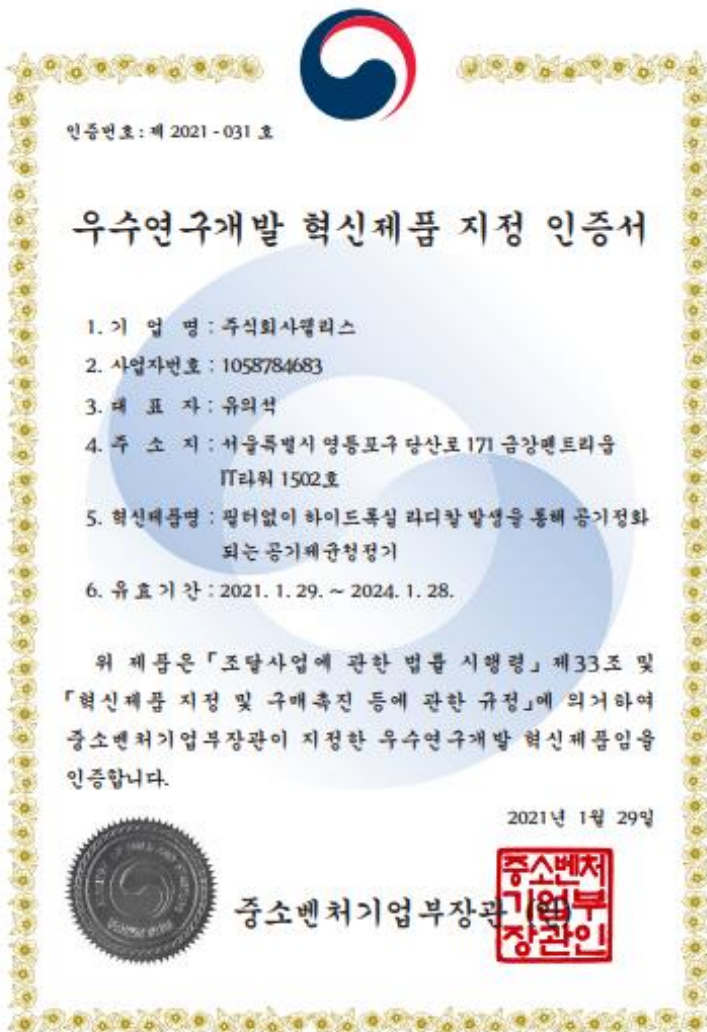 인증번호 : 제 2021 - 031 호
우수연구개발 혁신제품 지정 인증서
1. 기 업 명 : 주식회사웰리스
2. 사업자번호 : 1058784683
3. 대 표 자 : 유의석
4. 주 소 지 : 서울특별시 영등포구 당산로 171 금강펜트리움
IT타워 1502호
5. 혁신제품명 : 필터없이 하이드록실 라디칼 발생을 통해 공기정화
되는 공기제균청정기
6. 유효기간 : 2021. 1. 29. ~ 2024. 1. 28.
위 제품은 「조달사업에 관한 법률 시행령」 제33조 및
「혁신제품 지정 및 구매촉진 등에 관한 규정」에 의거하여
중소벤처기업부장관이 지정한 우수연구개발 혁신제품임을
인증합니다.
2021년 1월 29일
중소벤처기업부장관 (인)
중소벤처
기업부
장관인